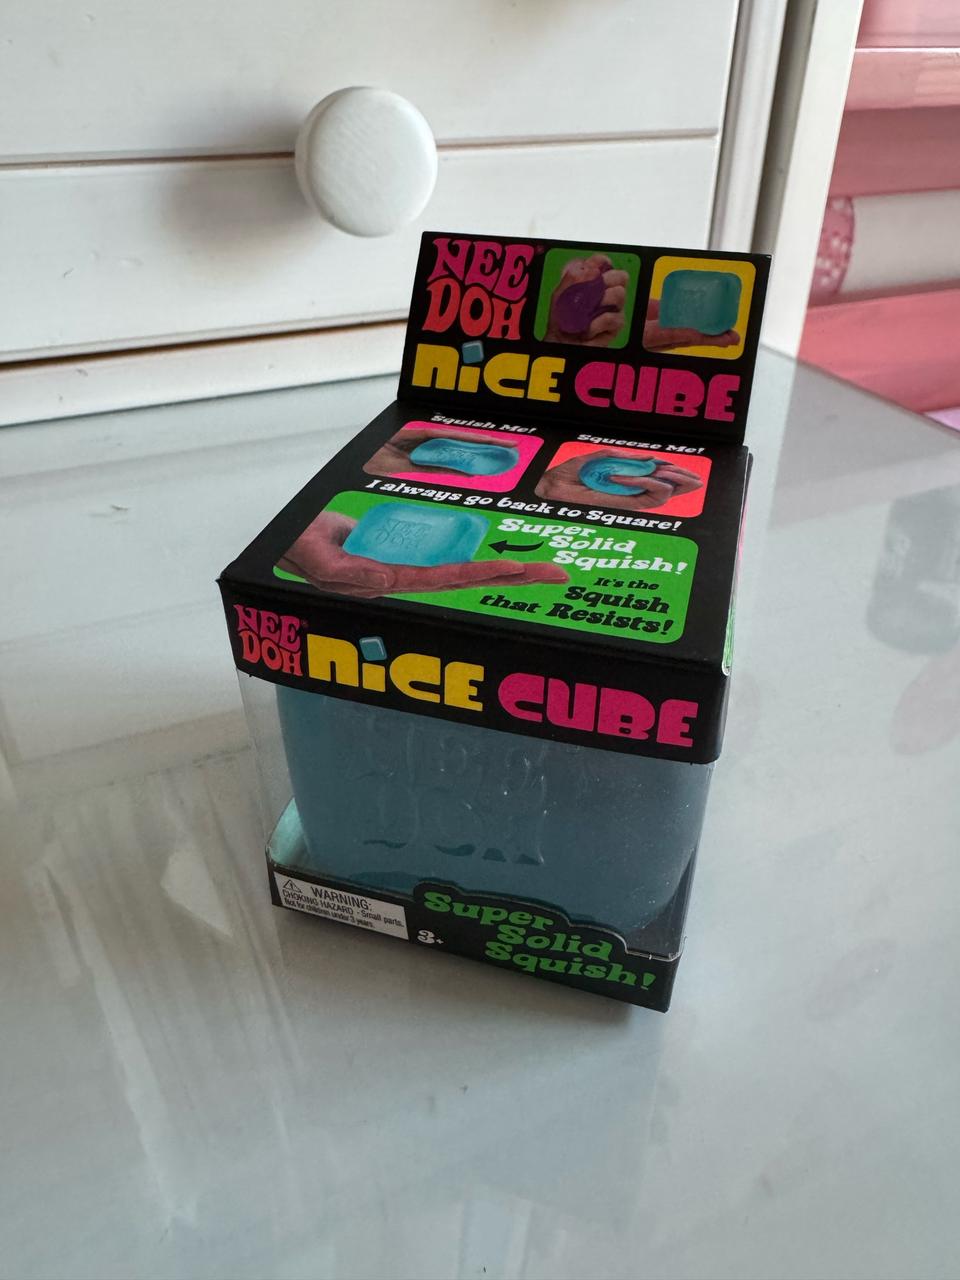 NEE
DOH
NICE CUBE
Squish Me!
Squeeze Me!
I always go back to Square!
Super
Solid
Squish!
It's the
Squish
that Resists!
NEE
DOH
NICE CUBE
NEE
DOH
WARNING:
CHOKING HAZARD - Small parts.
Not for children under 3 years.
3+
Super
Solid
Squish!